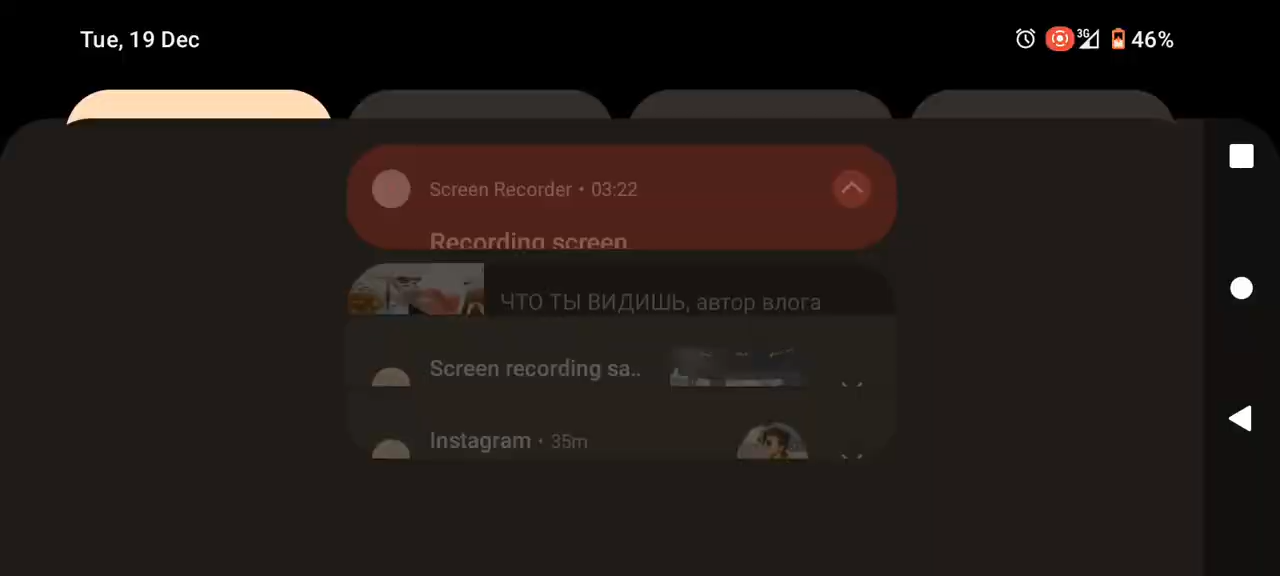 Tue, 19 Dec
3G 46%
Screen Recorder • 03:22
Recording screen
ЧТО ТЫ ВИДИШЬ, автор влога
Screen recording sa..
Instagram • 35m